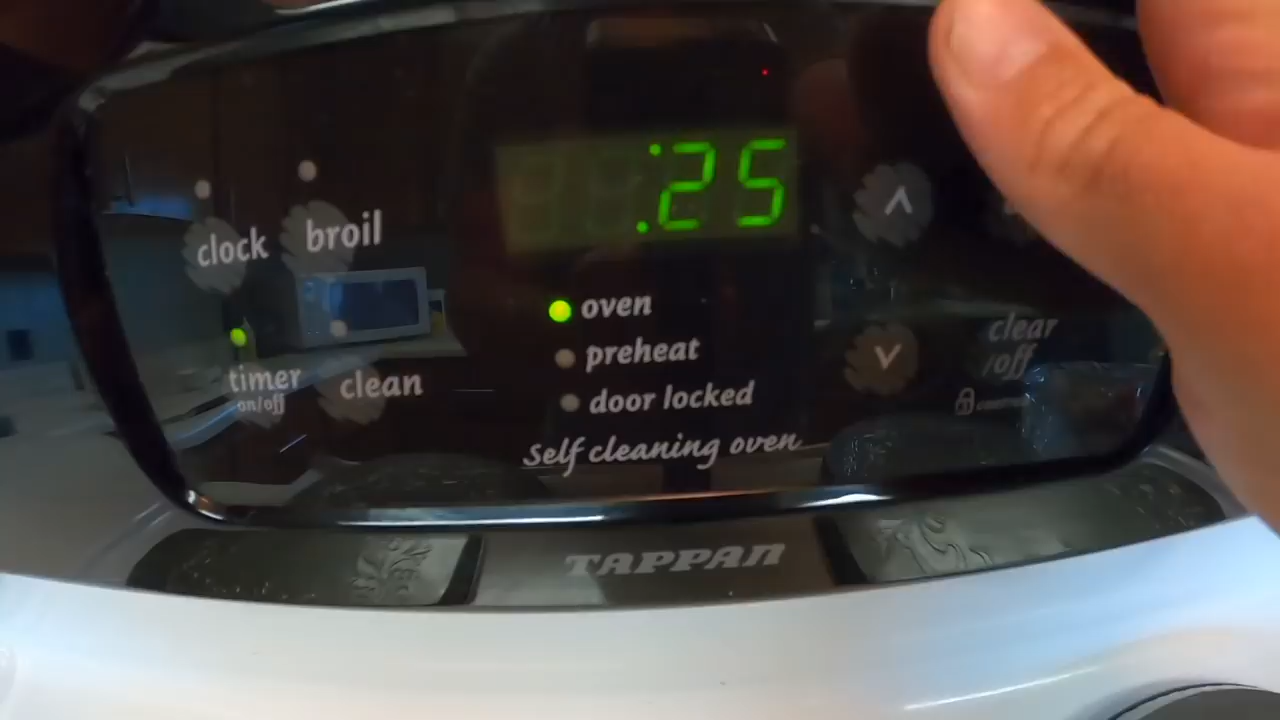 :25
clock
broil
oven
preheat
timer
on/off
clean
door locked
Self cleaning oven
clear
/off
TAPPAN